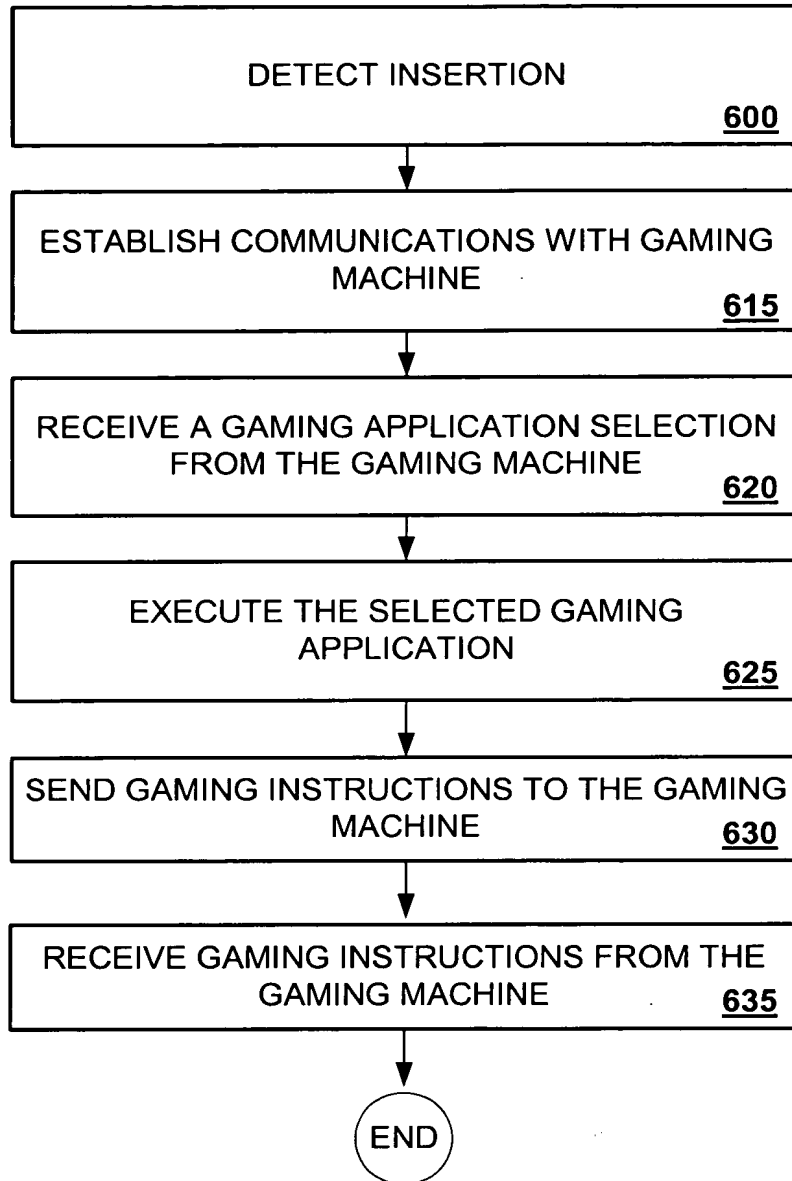 DETECT INSERTION
600
ESTABLISH COMMUNICATIONS WITH GAMING
MACHINE
615
RECEIVE A GAMING APPLICATION SELECTION
FROM THE GAMING MACHINE
620
EXECUTE THE SELECTED GAMING
APPLICATION
625
SEND GAMING INSTRUCTIONS TO THE GAMING
MACHINE
630
RECEIVE GAMING INSTRUCTIONS FROM THE
GAMING MACHINE
635
END